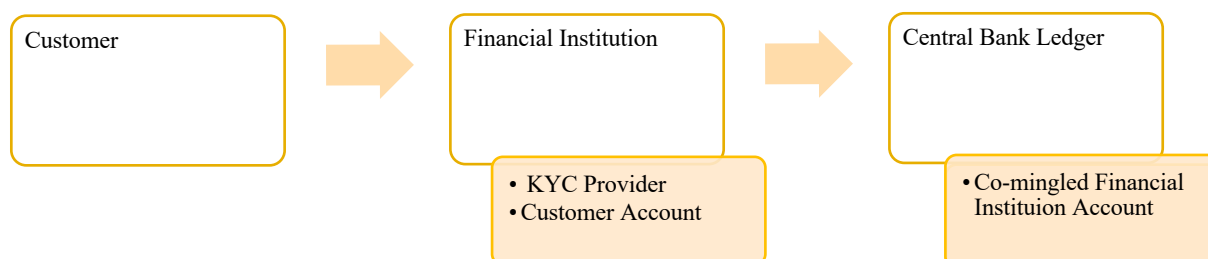 Customer
Financial Institution
Central Bank Ledger
• KYC Provider
• Customer Account
• Co-mingled Financial
Instituion Account